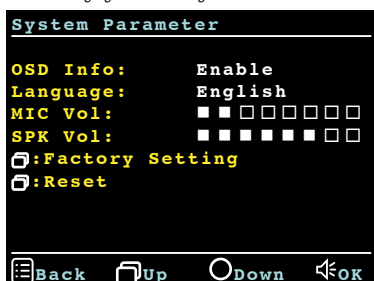 System Parameter
OSD Info: Enable
Language: English
MIC Vol:
SPK Vol:
:Factory Setting
:Reset
Back Up Down OK